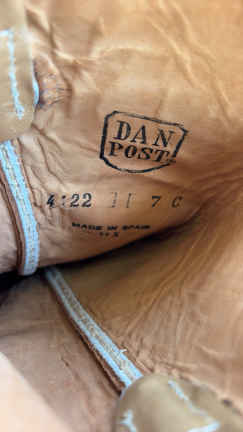 DAN
POST
4:22 11 7 C
MADE IN SPAIN